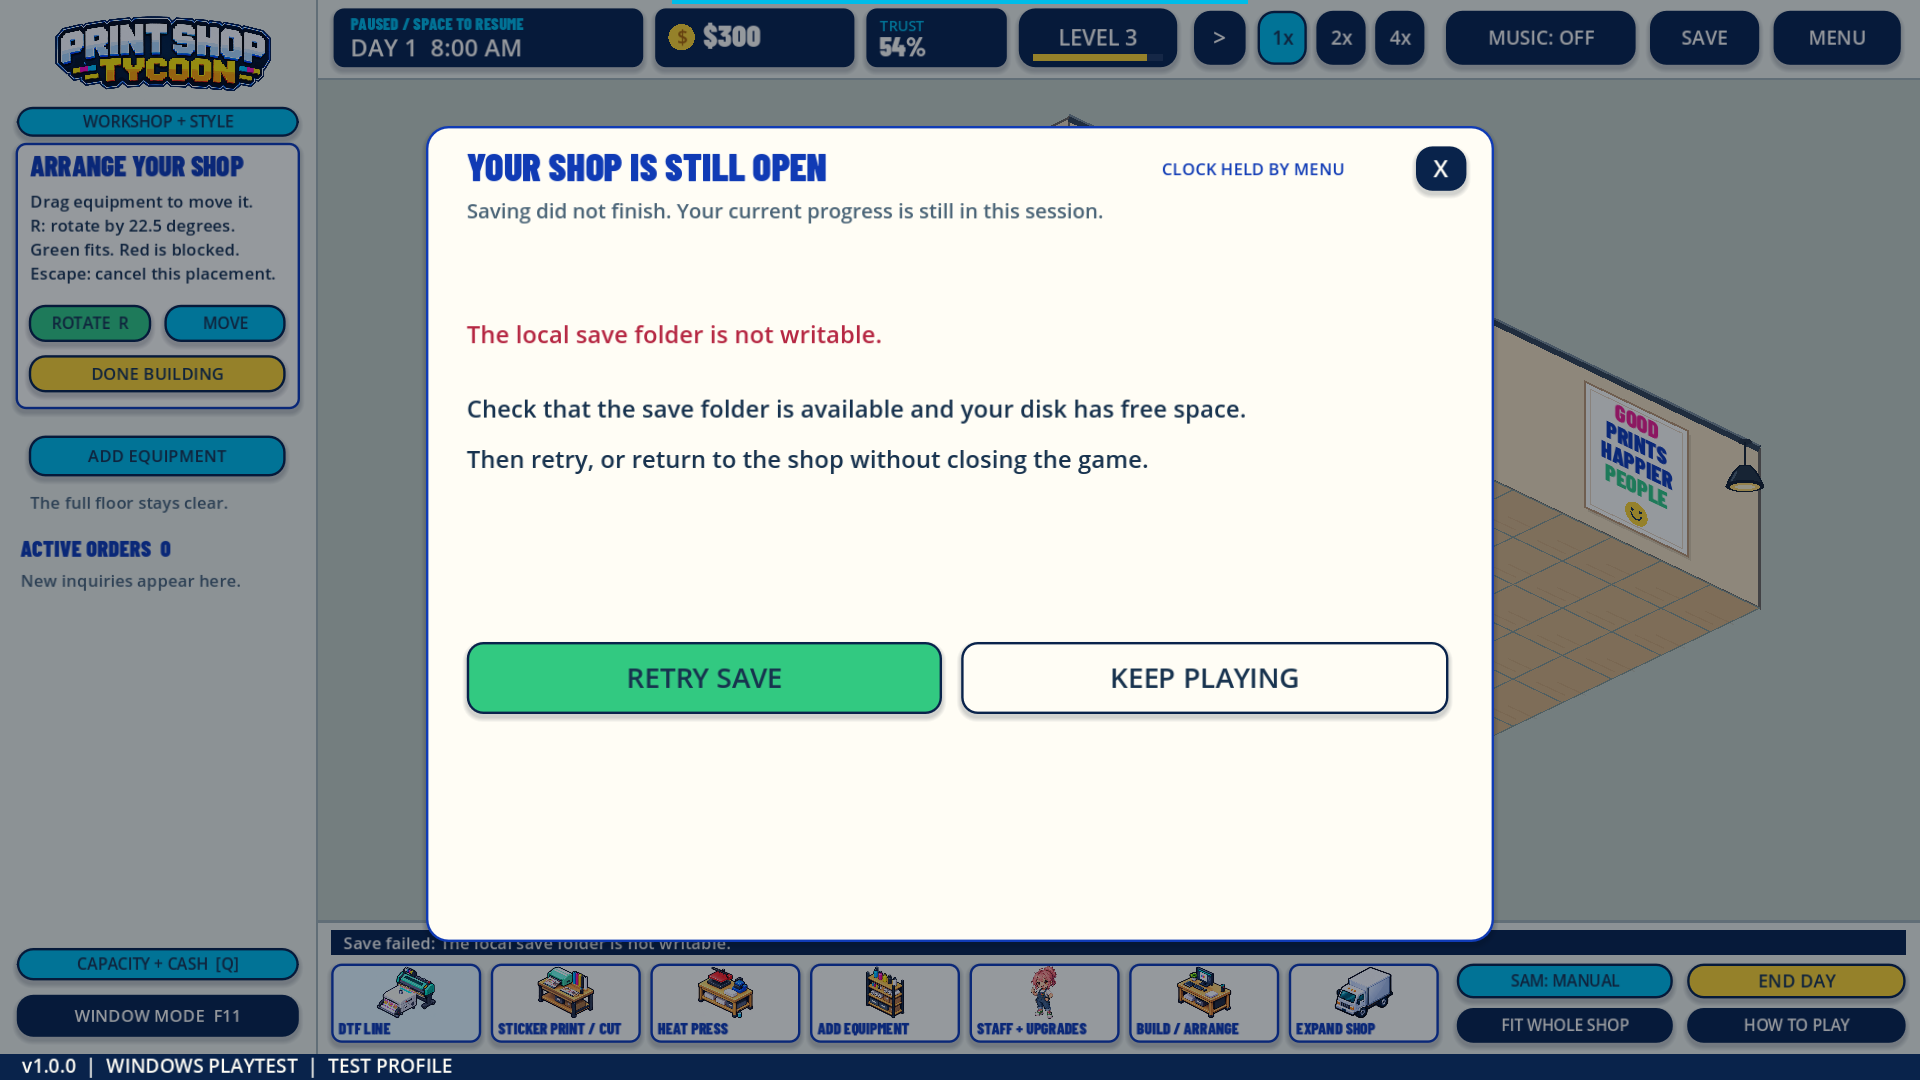 PRINT SHOP
TYCOON
PAUSED / SPACE TO RESUME
DAY 1 8:00 AM
$ $300
TRUST
54%
LEVEL 3
>
1x
2x
4x
MUSIC: OFF
SAVE
MENU
WORKSHOP + STYLE
ARRANGE YOUR SHOP
Drag equipment to move it.
R: rotate by 22.5 degrees.
Green fits. Red is blocked.
Escape: cancel this placement.
ROTATE R
MOVE
DONE BUILDING
ADD EQUIPMENT
The full floor stays clear.
ACTIVE ORDERS 0
New inquiries appear here.
YOUR SHOP IS STILL OPEN
CLOCK HELD BY MENU
X
Saving did not finish. Your current progress is still in this session.
The local save folder is not writable.
Check that the save folder is available and your disk has free space.
Then retry, or return to the shop without closing the game.
RETRY SAVE
KEEP PLAYING
GOOD
PRINTS
HAPPIER
PEOPLE
Save failed: The local save folder is not writable.
CAPACITY + CASH [Q]
WINDOW MODE F11
DTF LINE
STICKER PRINT / CUT
HEAT PRESS
ADD EQUIPMENT
STAFF + UPGRADES
BUILD / ARRANGE
EXPAND SHOP
SAM: MANUAL
END DAY
FIT WHOLE SHOP
HOW TO PLAY
v1.0.0 | WINDOWS PLAYTEST | TEST PROFILE